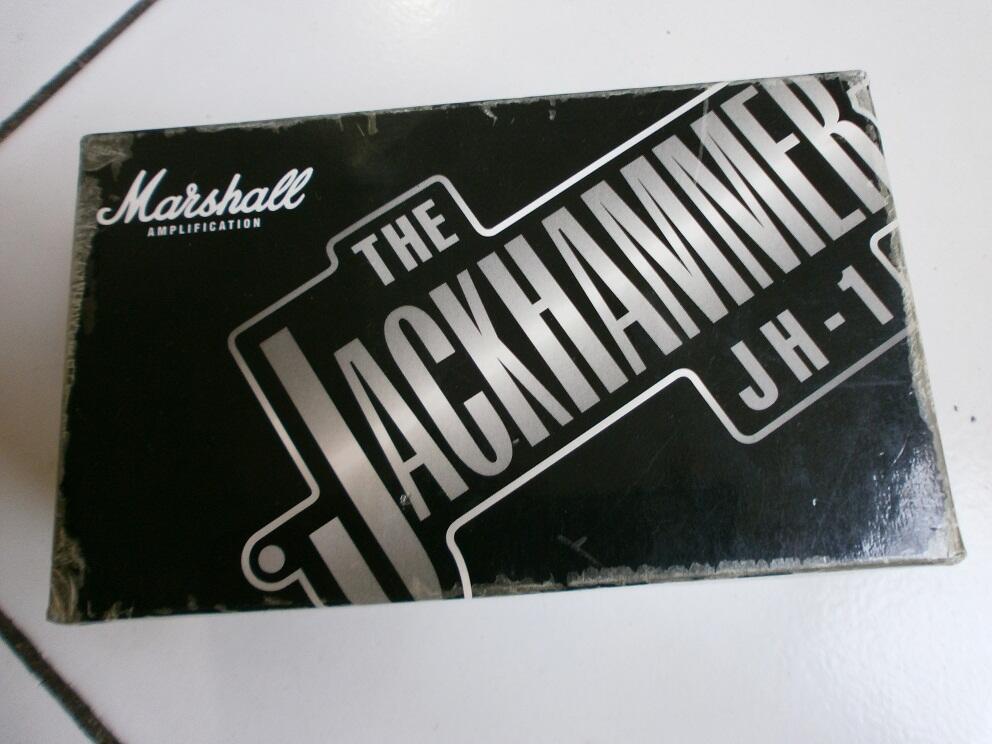 Marshall
AMPLIFICATION
THE
JACKHAMMER
JH-1